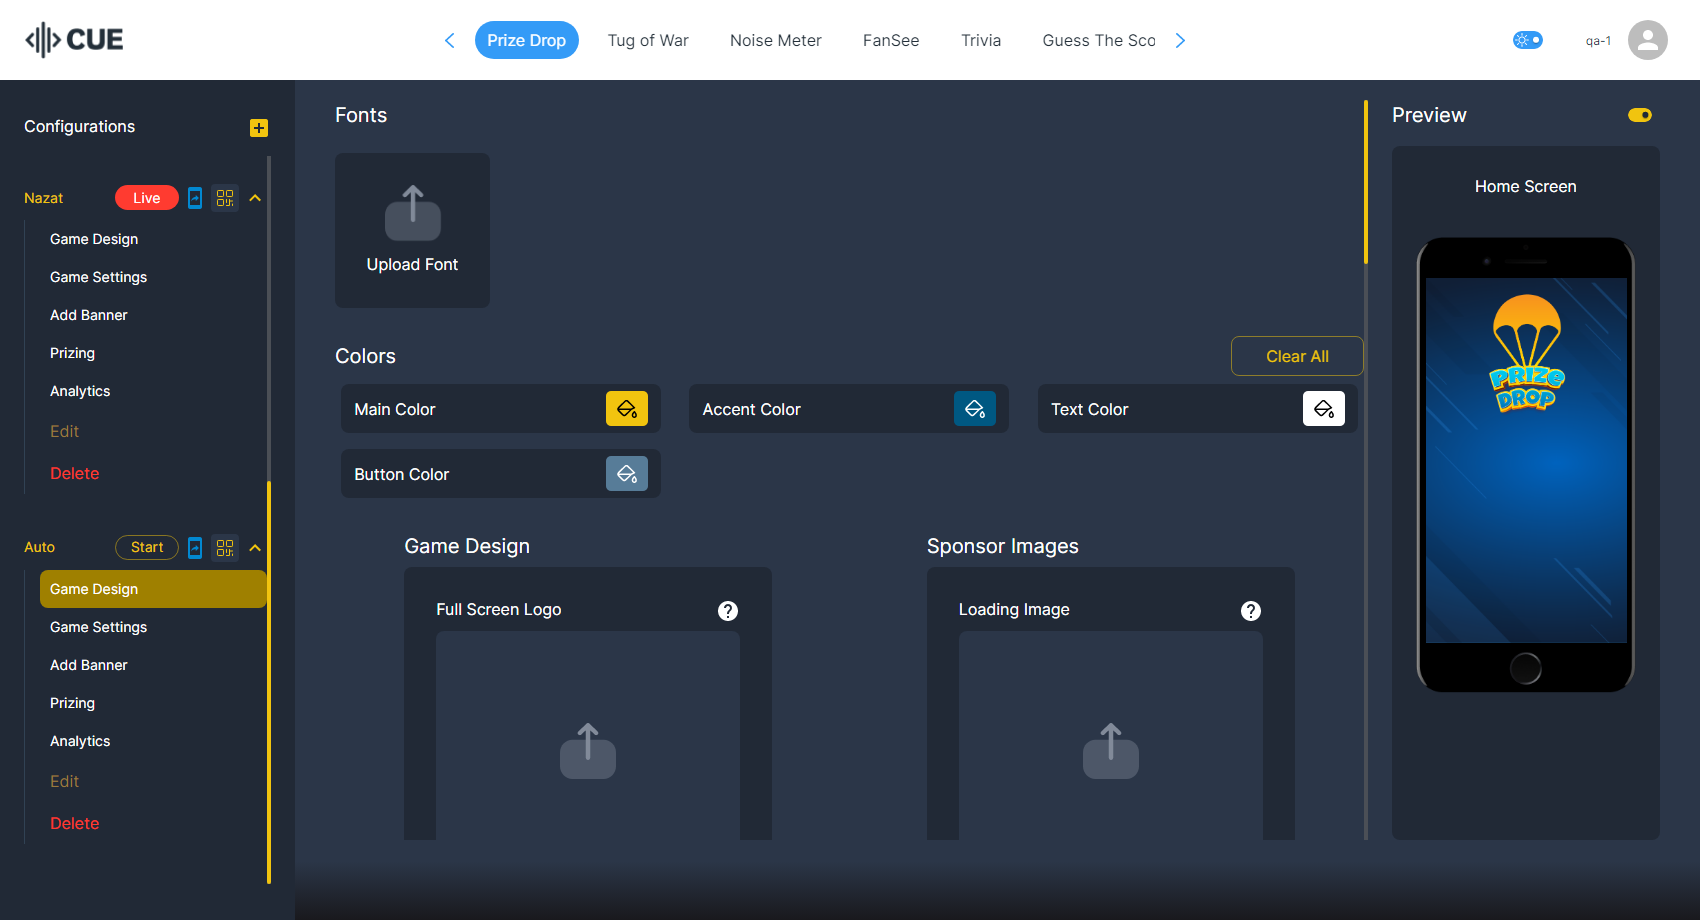 CUE
Prize Drop
Tug of War
Noise Meter
FanSee
Trivia
Guess The Sco
qa-1
Configurations
Nazat
Live
Game Design
Game Settings
Add Banner
Prizing
Analytics
Edit
Delete
Auto
Start
Game Design
Game Settings
Add Banner
Prizing
Analytics
Edit
Delete
Fonts
Upload Font
Colors
Clear All
Main Color
Accent Color
Text Color
Button Color
Game Design
Full Screen Logo
?
Sponsor Images
Loading Image
?
Preview
Home Screen
PRIZE
DROP